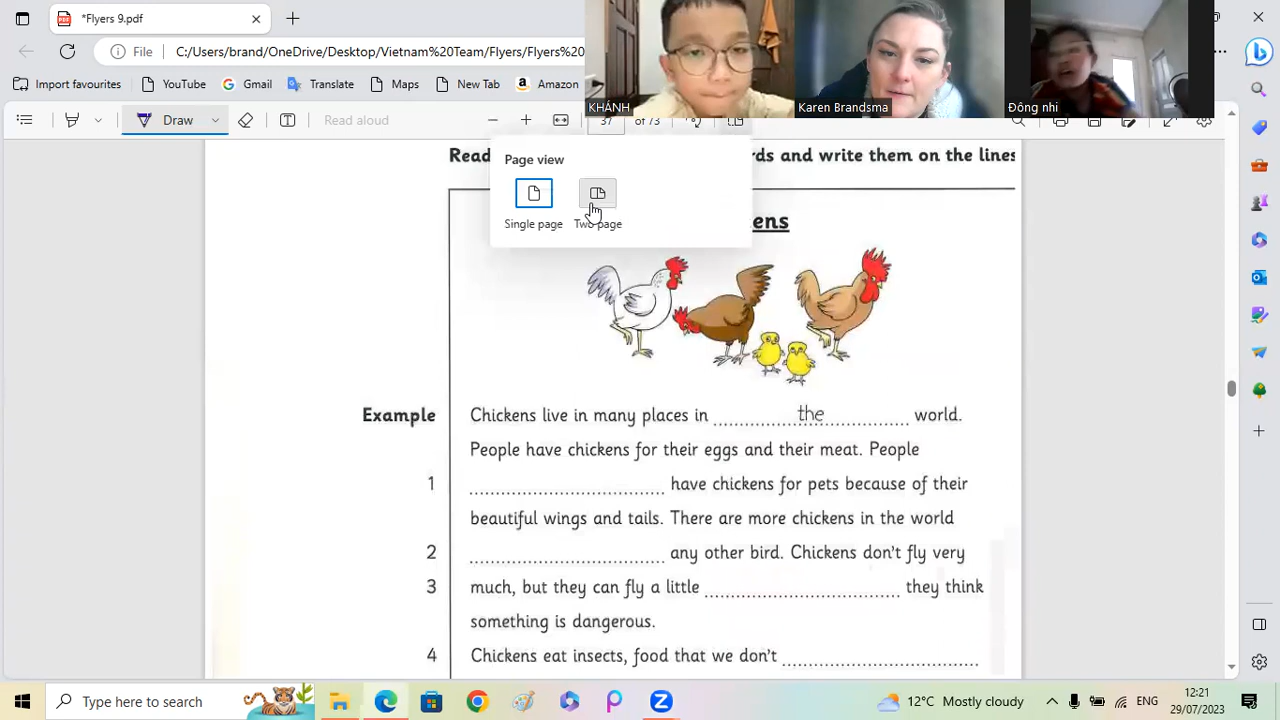 *Flyers 9.pdf
File
C:/Users/brand/OneDrive/Desktop/Vietnam%20Team/Flyers/Flyers%20
Import favourites
YouTube
Gmail
Translate
Maps
New Tab
Amazon
KHÁNH
Karen Brandsma
Đông nhi
Draw
Read aloud
37
of 73
Page view
Single page
Two page
Read
rds and write them on the lines
ens
Example
Chickens live in many places in the world.
People have chickens for their eggs and their meat. People
1 have chickens for pets because of their
beautiful wings and tails. There are more chickens in the world
2 any other bird. Chickens don't fly very
3 much, but they can fly a little they think
something is dangerous.
4 Chickens eat insects, food that we don't
Type here to search
12°C Mostly cloudy
ENG
12:21
29/07/2023